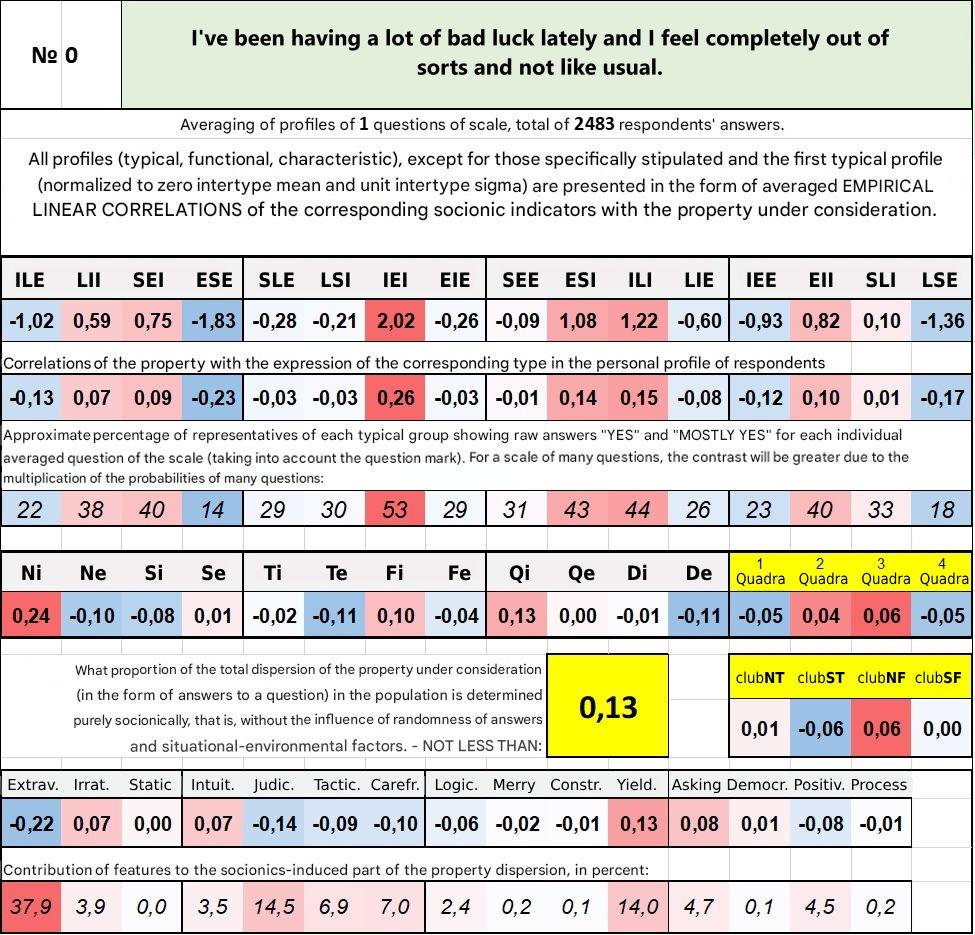 № 0
I've been having a lot of bad luck lately and I feel completely out of
sorts and not like usual.
Averaging of profiles of 1 questions of scale, total of 2483 respondents' answers.
All profiles (typical, functional, characteristic), except for those specifically stipulated and the first typical profile
(normalized to zero intertype mean and unit intertype sigma) are presented in the form of averaged EMPIRICAL
LINEAR CORRELATIONS of the corresponding socionic indicators with the property under consideration.
ILE LII SEI ESE SLE LSI IEI EIE SEE ESI ILI LIE IEE EII SLI LSE
-1,02 0,59 0,75 -1,83 -0,28 -0,21 2,02 -0,26 -0,09 1,08 1,22 -0,60 -0,93 0,82 0,10 -1,36
Correlations of the property with the expression of the corresponding type in the personal profile of respondents
-0,13 0,07 0,09 -0,23 -0,03 -0,03 0,26 -0,03 -0,01 0,14 0,15 -0,08 -0,12 0,10 0,01 -0,17
Approximate percentage of representatives of each typical group showing raw answers "YES" and "MOSTLY YES" for each individual
averaged question of the scale (taking into account the question mark). For a scale of many questions, the contrast will be greater due to the
multiplication of the probabilities of many questions:
22 38 40 14 29 30 53 29 31 43 44 26 23 40 33 18
Ni Ne Si Se Ti Te Fi Fe Qi Qe Di De 1 Quadra 2 Quadra 3 Quadra 4 Quadra
0,24 -0,10 -0,08 0,01 -0,02 -0,11 0,10 -0,04 0,13 0,00 -0,01 -0,11 -0,05 0,04 0,06 -0,05
What proportion of the total dispersion of the property under consideration
(in the form of answers to a question) in the population is determined
purely socionically, that is, without the influence of randomness of answers
and situational-environmental factors. - NOT LESS THAN:
0,13
clubNT clubST clubNF clubSF
0,01 -0,06 0,06 0,00
Extrav. Irrat. Static Intuit. Judic. Tactic. Carefr. Logic. Merry Constr. Yield. Asking Democr. Positiv. Process
-0,22 0,07 0,00 0,07 -0,14 -0,09 -0,10 -0,06 -0,02 -0,01 0,13 0,08 0,01 -0,08 -0,01
Contribution of features to the socionics-induced part of the property dispersion, in percent:
37,9 3,9 0,0 3,5 14,5 6,9 7,0 2,4 0,2 0,1 14,0 4,7 0,1 4,5 0,2